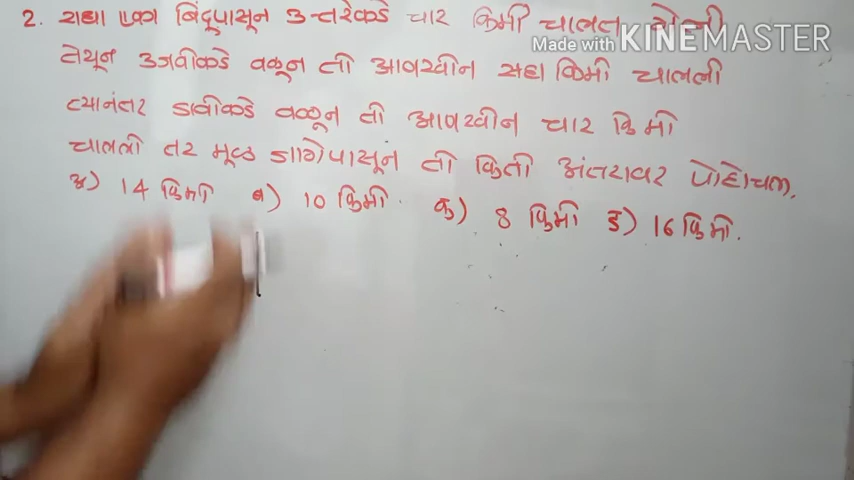 2. राधा एका बिंदूपासून उत्तरेकडे चार किमी चालत गेली
Made with KINEMASTER
तेथून उजवीकडे वळून ती आणखीन सहा किमी चालली
त्यानंतर डावीकडे वळून ती आणखीन चार किमी
चालली तर मूळ जागेपासून ती किती अंतरावर पोहोचेल.
अ) 14 किमी ब) 10 किमी. क) 8 किमी ड) 16 किमी.